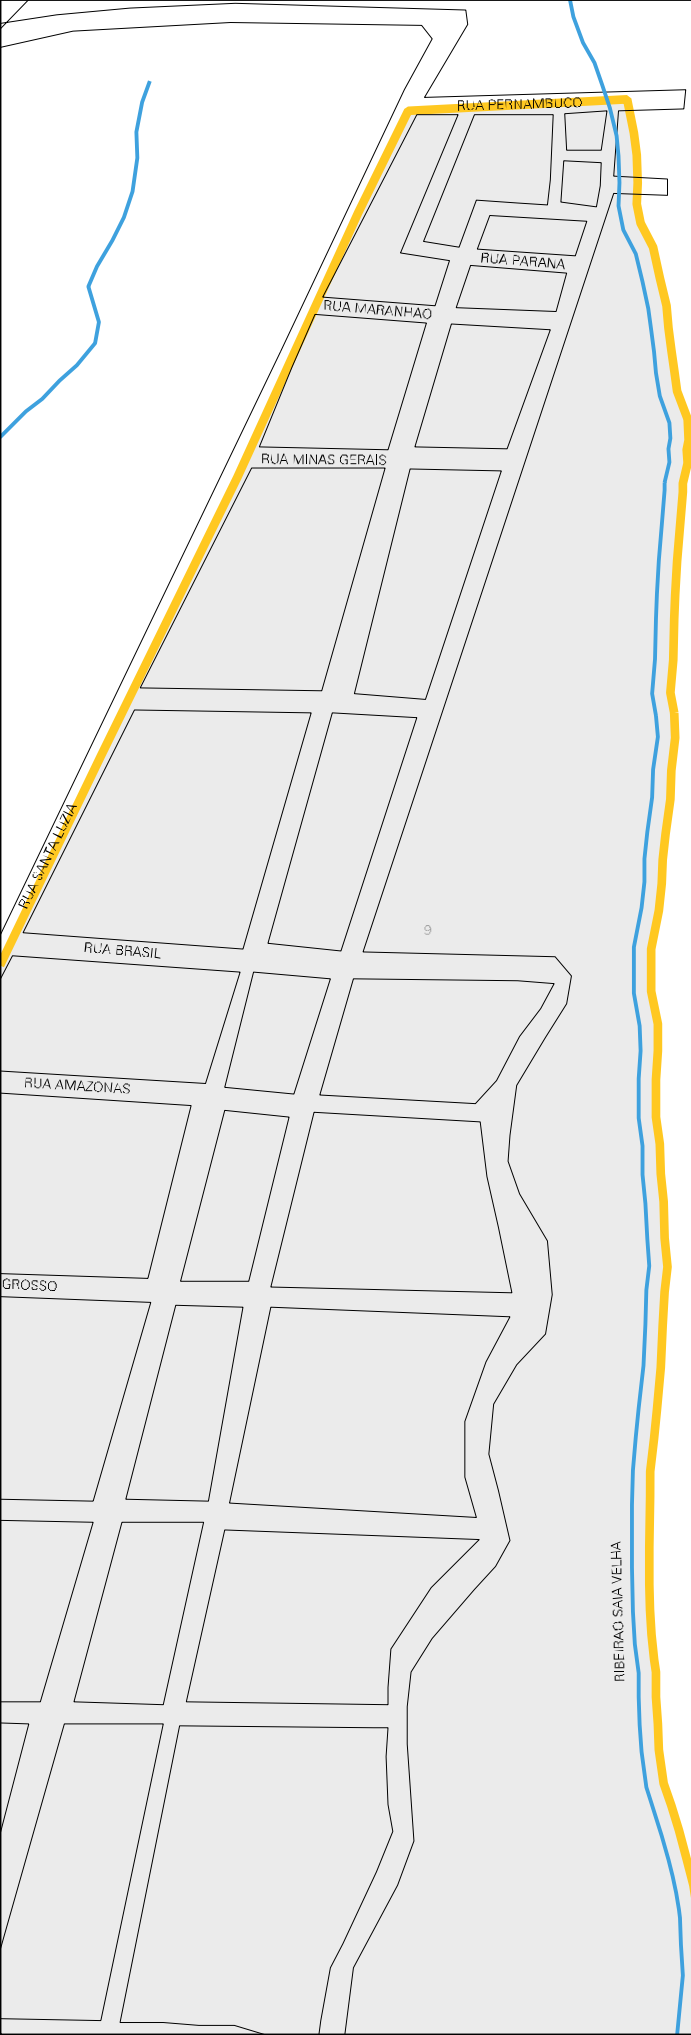 RUA PERNAMBUCO
RUA PARANA
RUA MARANHAO
RUA MINAS GERAIS
RUA SANTA LUZIA
9
RUA BRASIL
RUA AMAZONAS
GROSSO
RIBEIRAO SAIA VELHA